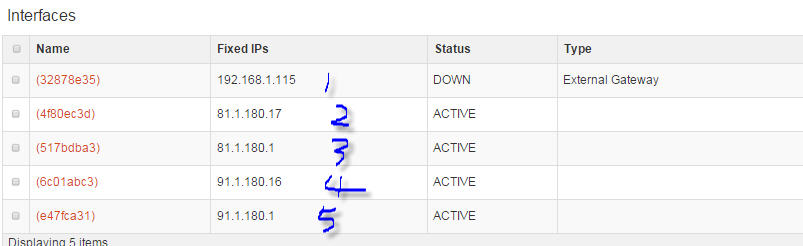 Interfaces
Name Fixed IPs Status Type
(32878e35) 192.168.1.115 1 DOWN External Gateway
(4f80ec3d) 81.1.180.17 2 ACTIVE
(517bdba3) 81.1.180.1 3 ACTIVE
(6c01abc3) 91.1.180.16 4 ACTIVE
(e47fca31) 91.1.180.1 5 ACTIVE
Displaying 5 items